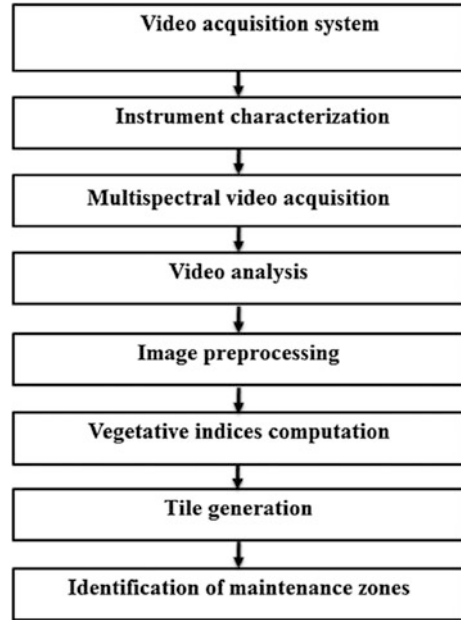 Video acquisition system
Instrument characterization
Multispectral video acquisition
Video analysis
Image preprocessing
Vegetative indices computation
Tile generation
Identification of maintenance zones